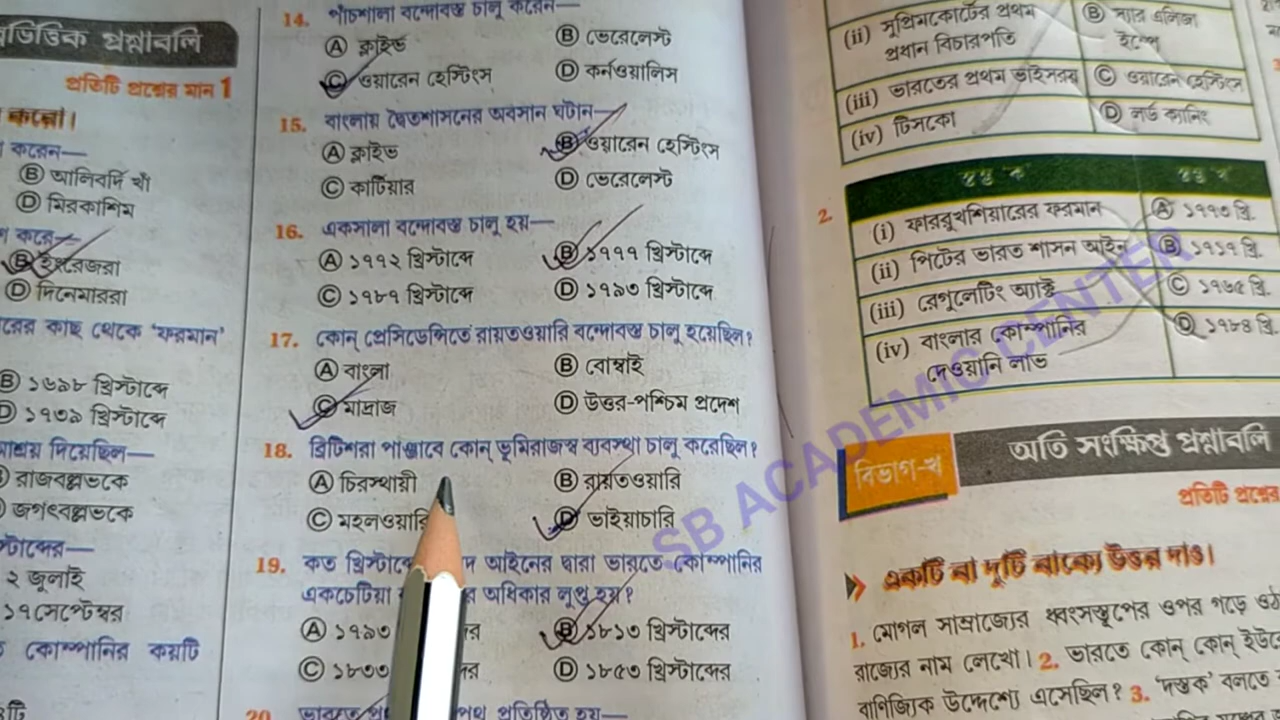 প্রশ্নাবলি
প্রতিটি প্রশ্নের মান 1
করো।
করেন—
B আলিবর্দি খাঁ
D মিরকাশিম
করে—
B ইংরেজরা
D দিনেমাররা
কাছ থেকে ‘ফরমান’
B ১৬৯৮ খ্রিস্টাব্দে
D ১৭৩৯ খ্রিস্টাব্দে
দিয়েছিল—
রাজবল্লভকে
জগৎবল্লভকে
২ জুলাই
১৭সেপ্টেম্বর
কোম্পানির কয়টি
14. পাঁচশালা বন্দোবস্ত চালু করেন—
A ক্লাইভ B ভেরেলেস্ট
C ওয়ারেন হেস্টিংস D কর্নওয়ালিস
15. বাংলায় দ্বৈতশাসনের অবসান ঘটান—
A ক্লাইভ B ওয়ারেন হেস্টিংস
C কার্টিয়ার D ভেরেলেস্ট
16. একসালা বন্দোবস্ত চালু হয়—
A ১৭৭২ খ্রিস্টাব্দে B ১৭৭৭ খ্রিস্টাব্দে
C ১৭৮৭ খ্রিস্টাব্দে D ১৭৯৩ খ্রিস্টাব্দে
17. কোন্ প্রেসিডেন্সিতে রায়তওয়ারি বন্দোবস্ত চালু হয়েছিল?
A বাংলা B বোম্বাই
C মাদ্রাজ D উত্তর-পশ্চিম প্রদেশ
18. ব্রিটিশরা পাঞ্জাবে কোন্ ভূমিরাজস্ব ব্যবস্থা চালু করেছিল?
A চিরস্থায়ী B রায়তওয়ারি
C মহলওয়ারি D ভাইয়াচারি
19. কত আইনের দ্বারা ভারতে কোম্পানির
একচেটিয়া অধিকার লুপ্ত হয়?
A ১৭৯৩ B ১৮১৩ খ্রিস্টাব্দের
C ১৮৩৩ D ১৮৫৩ খ্রিস্টাব্দের
20. প্রতিষ্ঠিত হয়—
(ii) সুপ্রিমকোর্টের প্রথম B স্যার এলিজা
প্রধান বিচারপতি ইম্পে
(iii) ভারতের প্রথম ভাইসরয় C ওয়ারেন হেস্টিংস
(iv) টিসকো D লর্ড ক্যানিং
2.
(i) ফাররুখশিয়ারের ফরমান A ১৭৭৩ খ্রি.
(ii) পিটের ভারত শাসন আইন B ১৭১৭ খ্রি.
(iii) রেগুলেটিং অ্যাক্ট C ১৭৬৫ খ্রি.
(iv) বাংলার কোম্পানির D ১৭৮৪ খ্রি.
দেওয়ানি লাভ
বিভাগ-খ অতি সংক্ষিপ্ত প্রশ্নাবলি
প্রতিটি প্রশ্নের
একটি বা দুটি বাক্যে উত্তর দাও।
1. মোগল সাম্রাজ্যের ধ্বংসস্তূপের ওপর গড়ে
রাজ্যের নাম লেখো। 2. ভারতে কোন্ কোন্
বাণিজ্যিক উদ্দেশ্যে এসেছিল? 3. ‘দস্তক’ বলতে
SB ACADEMIC CENTER